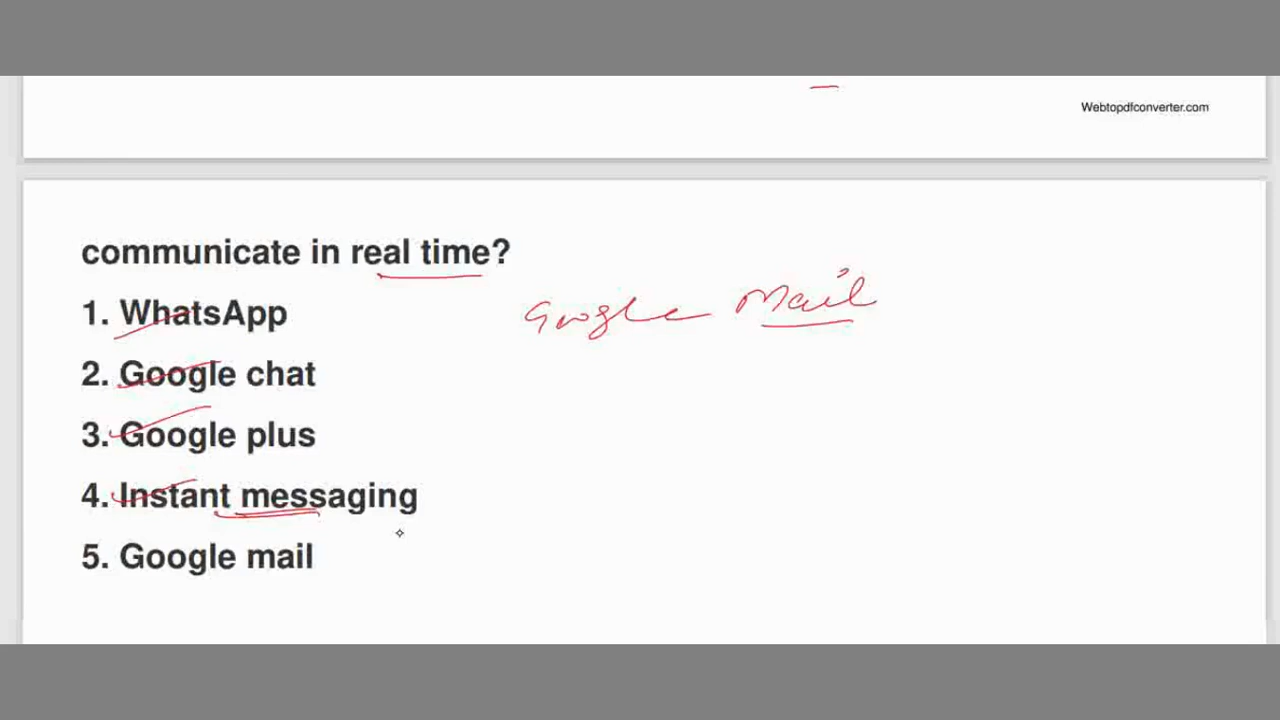 Webtopdfconverter.com
communicate in real time?
1. WhatsApp
Google Mail
2. Google chat
3. Google plus
4. Instant messaging
5. Google mail